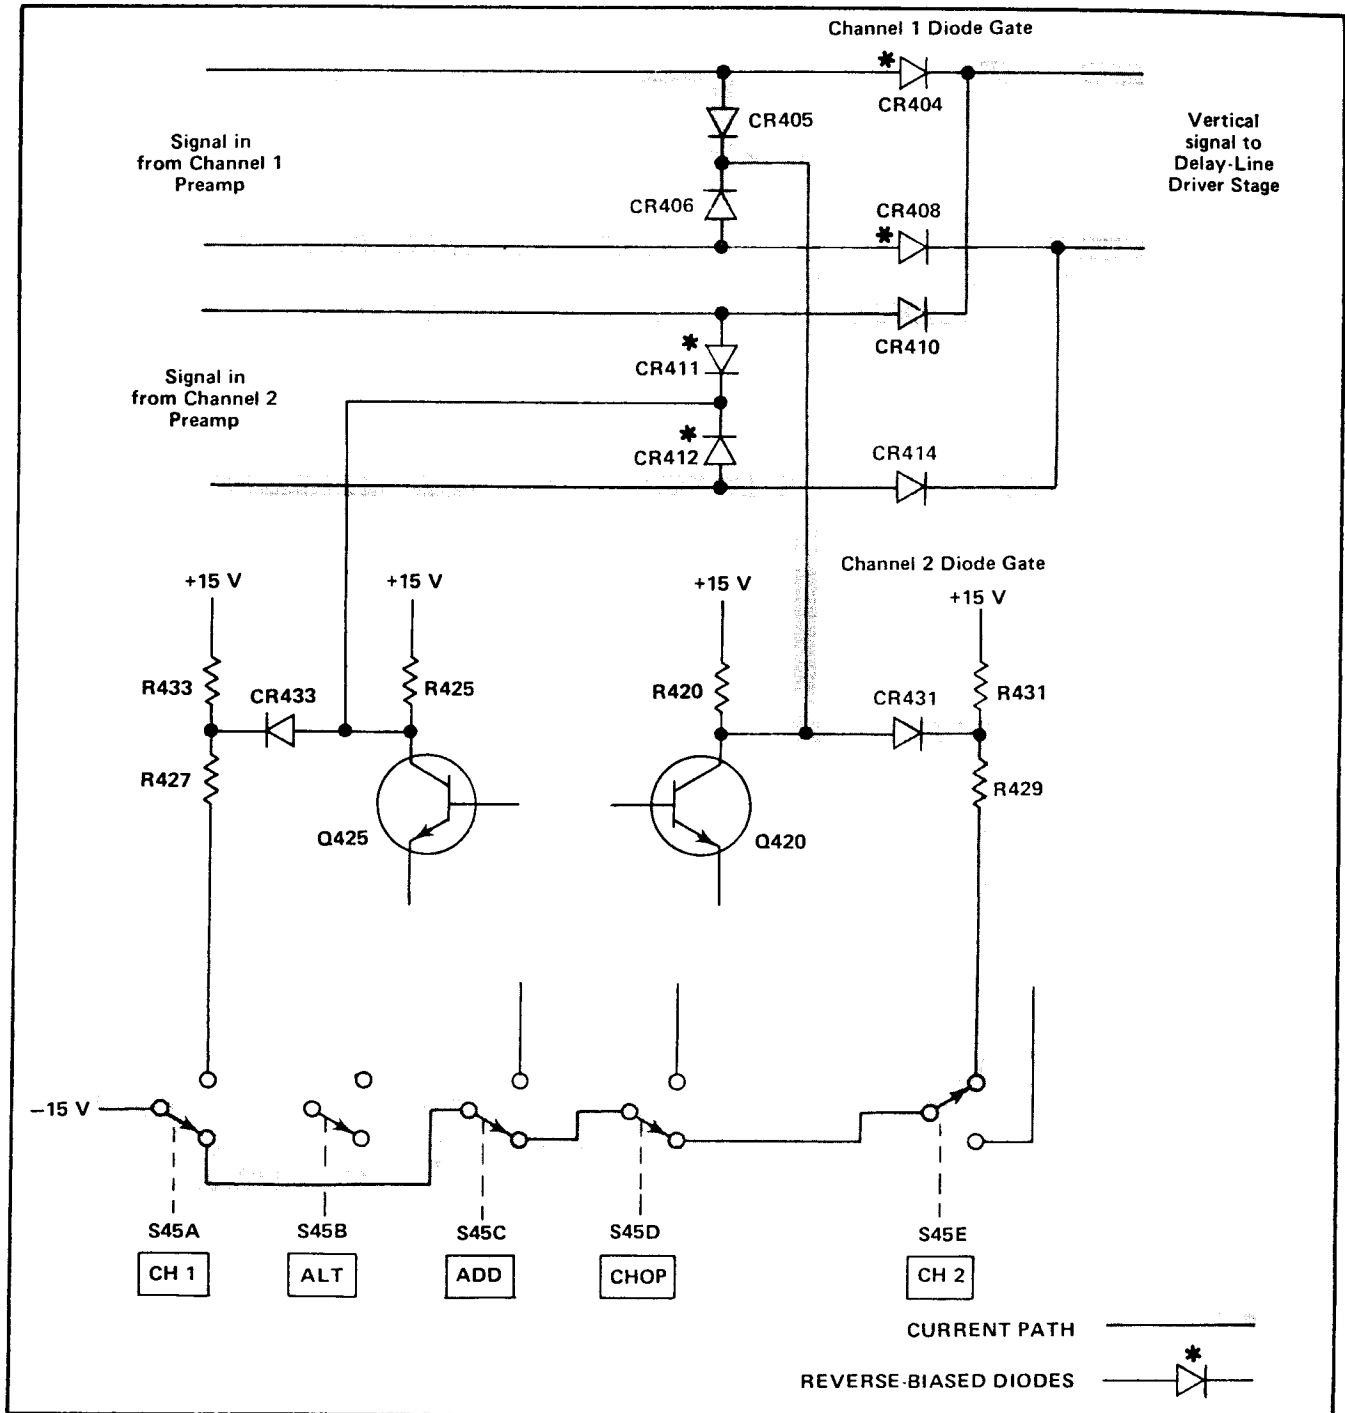 Channel 1 Diode Gate
*
CR404
CR405
Signal in
from Channel 1
Preamp
Vertical
signal to
Delay-Line
Driver Stage
CR406
CR408
*
CR410
*
CR411
Signal in
from Channel 2
Preamp
*
CR412
CR414
Channel 2 Diode Gate
+15 V
+15 V
+15 V
+15 V
R433
CR433
R425
R420
CR431
R431
R427
R429
Q425
Q420
−15 V
S45A
S45B
S45C
S45D
S45E
CH 1
ALT
ADD
CHOP
CH 2
CURRENT PATH
*
REVERSE-BIASED DIODES